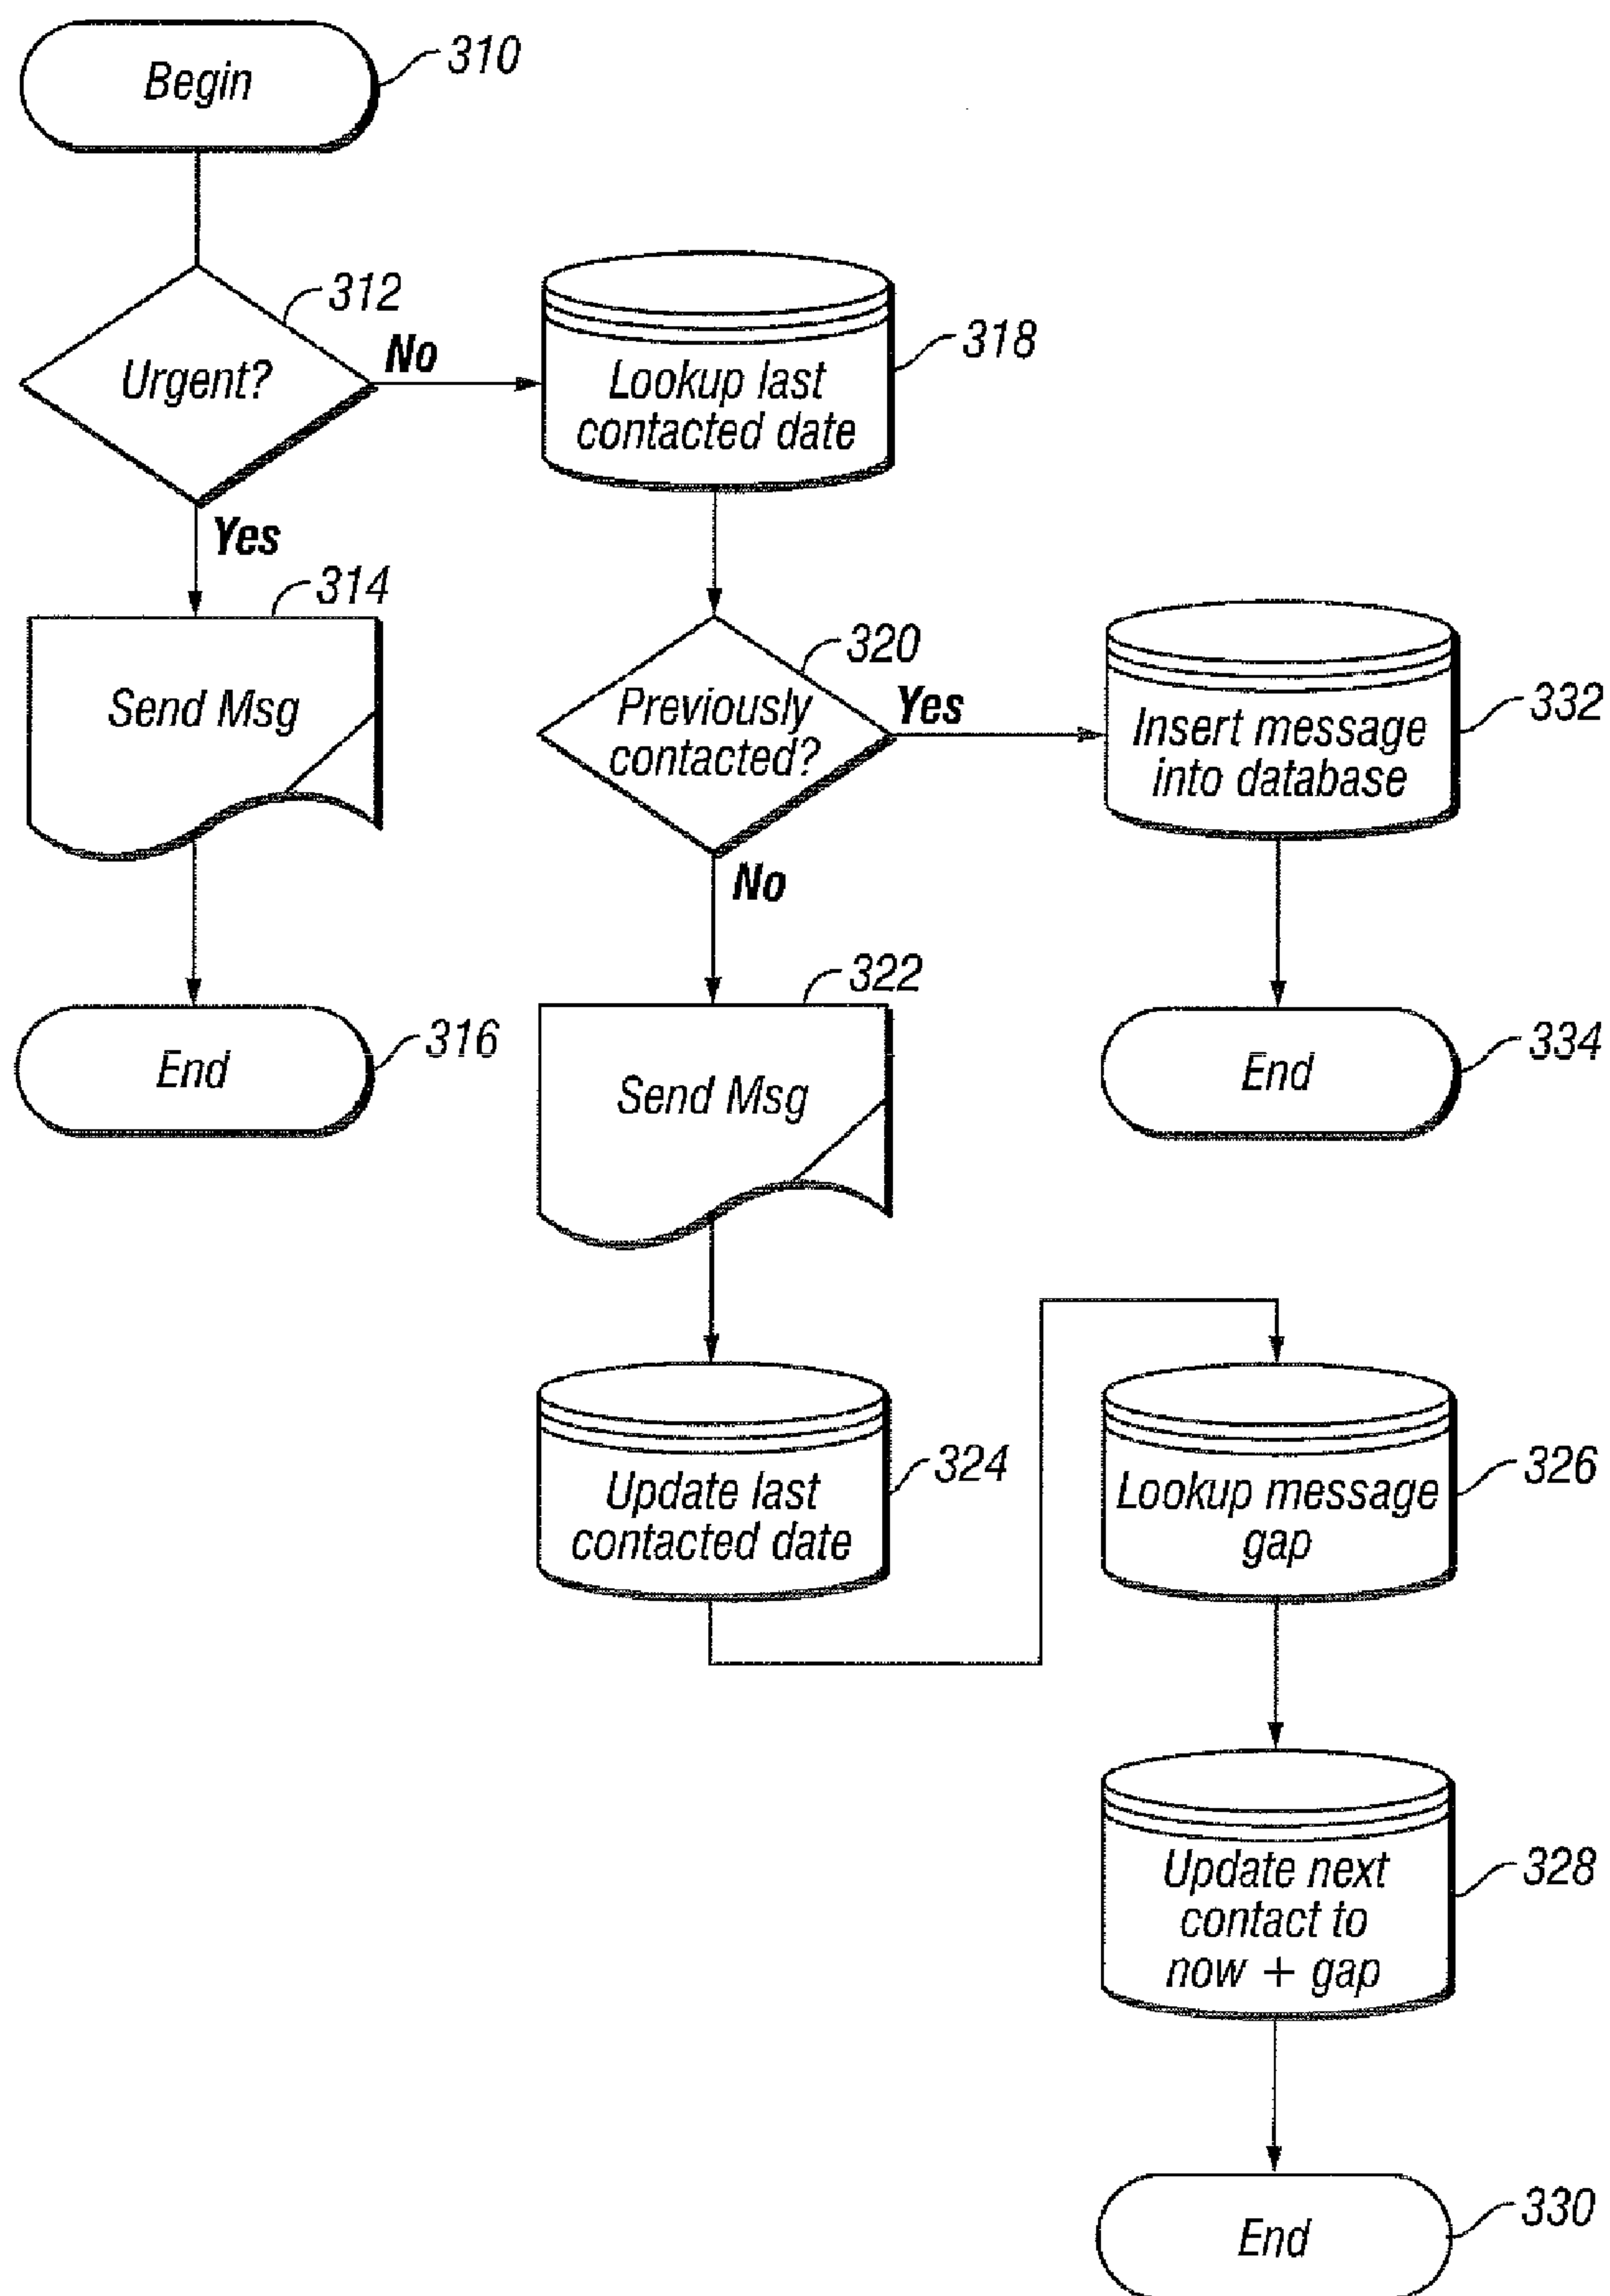 Begin
310
Urgent?
312
No
Yes
Lookup last
contacted date
318
314
Send Msg
End
316
Previously
contacted?
320
Yes
No
Insert message
into database
332
End
334
322
Send Msg
Update last
contacted date
324
Lookup message
gap
326
Update next
contact to
now + gap
328
End
330